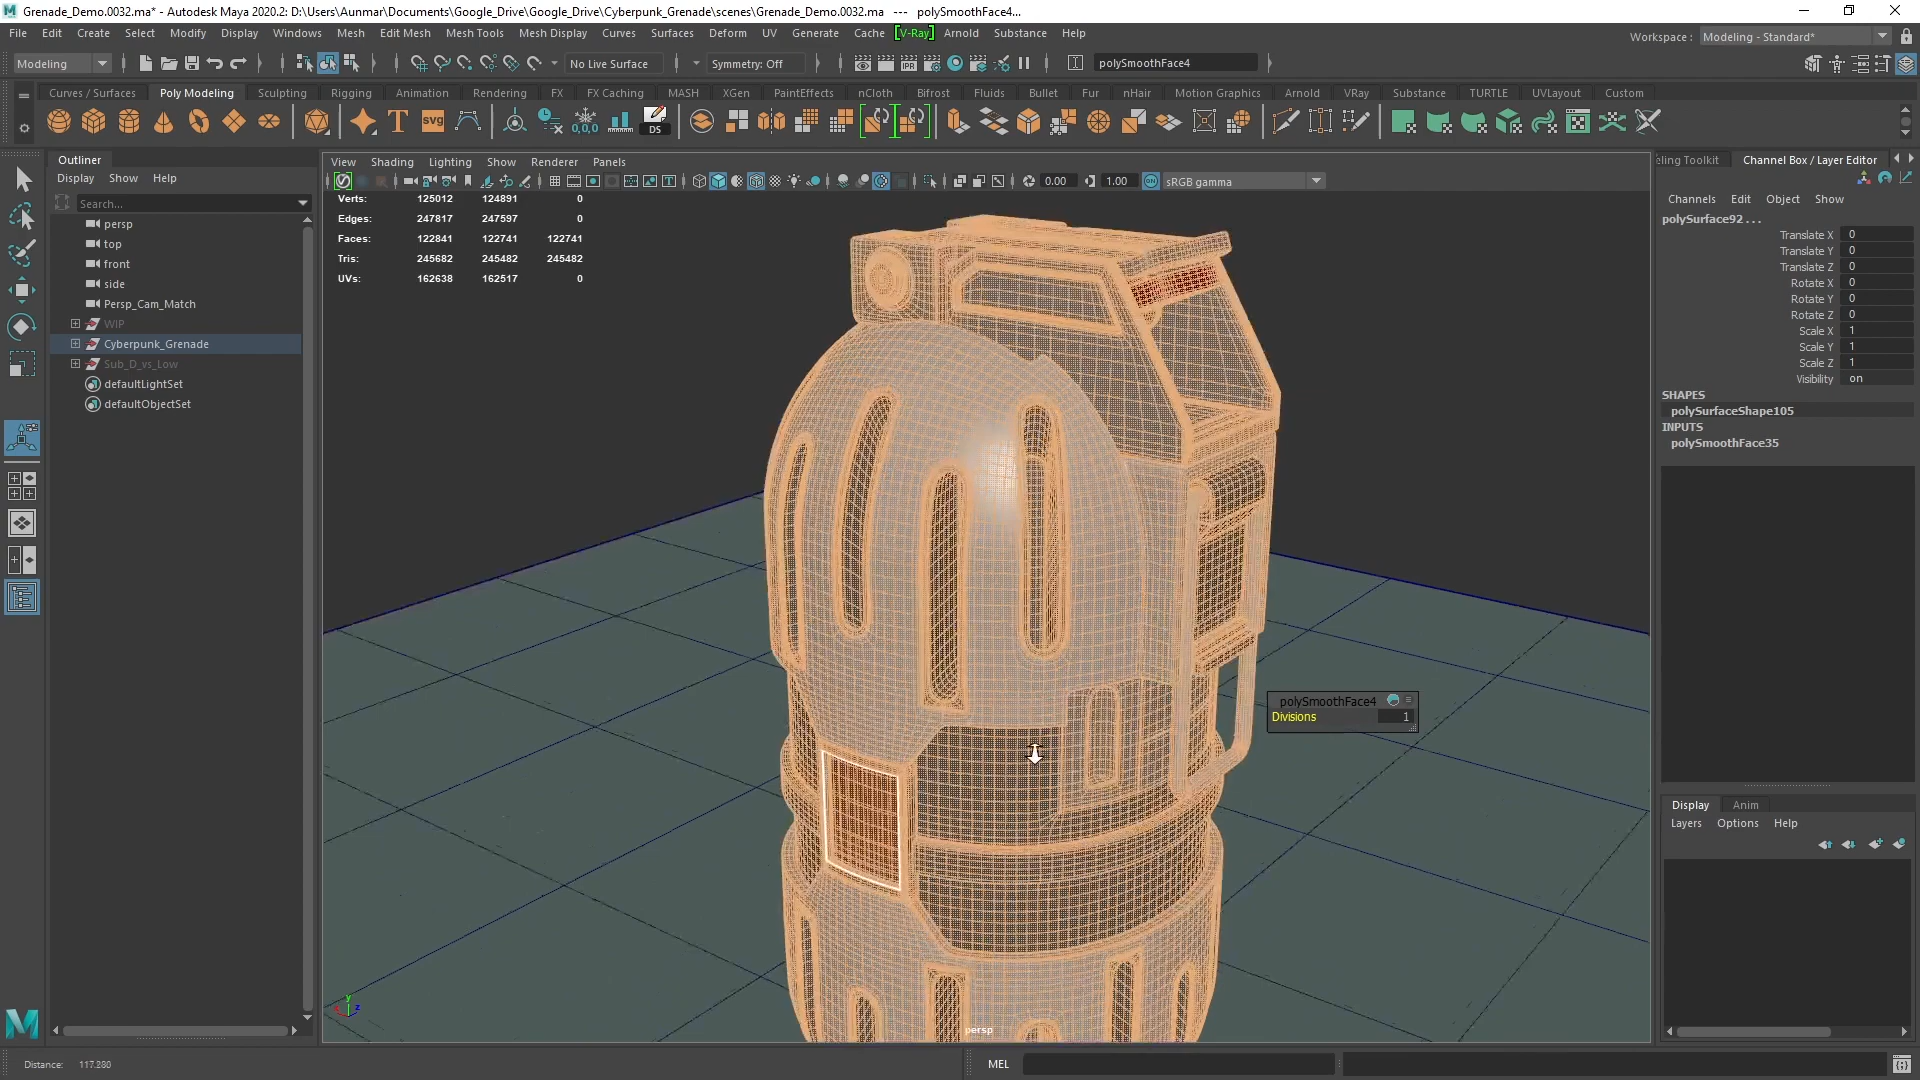 Grenade_Demo.0032.ma* - Autodesk Maya 2020.2: D:\Users\Aunmar\Documents\Google_Drive\Google_Drive\Cyberpunk_Grenade\scenes\Grenade_Demo.0032.ma --- polySmoothFace4...
File Edit Create Select Modify Display Windows Mesh Edit Mesh Mesh Tools Mesh Display Curves Surfaces Deform UV Generate Cache [V-Ray] Arnold Substance Help
Workspace : Modeling - Standard*
Modeling No Live Surface Symmetry: Off IPR polySmoothFace4
Curves / Surfaces Poly Modeling Sculpting Rigging Animation Rendering FX FX Caching MASH XGen PaintEffects nCloth Bifrost Fluids Bullet Fur nHair Motion Graphics Arnold VRay Substance TURTLE UVLayout Custom
T SVG 0,0,0 DS
Outliner
Display Show Help
Search...
persp
top
front
side
Persp_Cam_Match
WIP
Cyberpunk_Grenade
Sub_D_vs_Low
defaultLightSet
defaultObjectSet
View Shading Lighting Show Renderer Panels
0.00 1.00 ON sRGB gamma
Verts: 125012 124891 0
Edges: 247817 247597 0
Faces: 122841 122741 122741
Tris: 245682 245482 245482
UVs: 162638 162517 0
polySmoothFace4
Divisions 1
persp
y
z
eling Toolkit Channel Box / Layer Editor
Channels Edit Object Show
polySurface92...
Translate X 0
Translate Y 0
Translate Z 0
Rotate X 0
Rotate Y 0
Rotate Z 0
Scale X 1
Scale Y 1
Scale Z 1
Visibility on
SHAPES
polySurfaceShape105
INPUTS
polySmoothFace35
Display Anim
Layers Options Help
Distance: 117.280
MEL